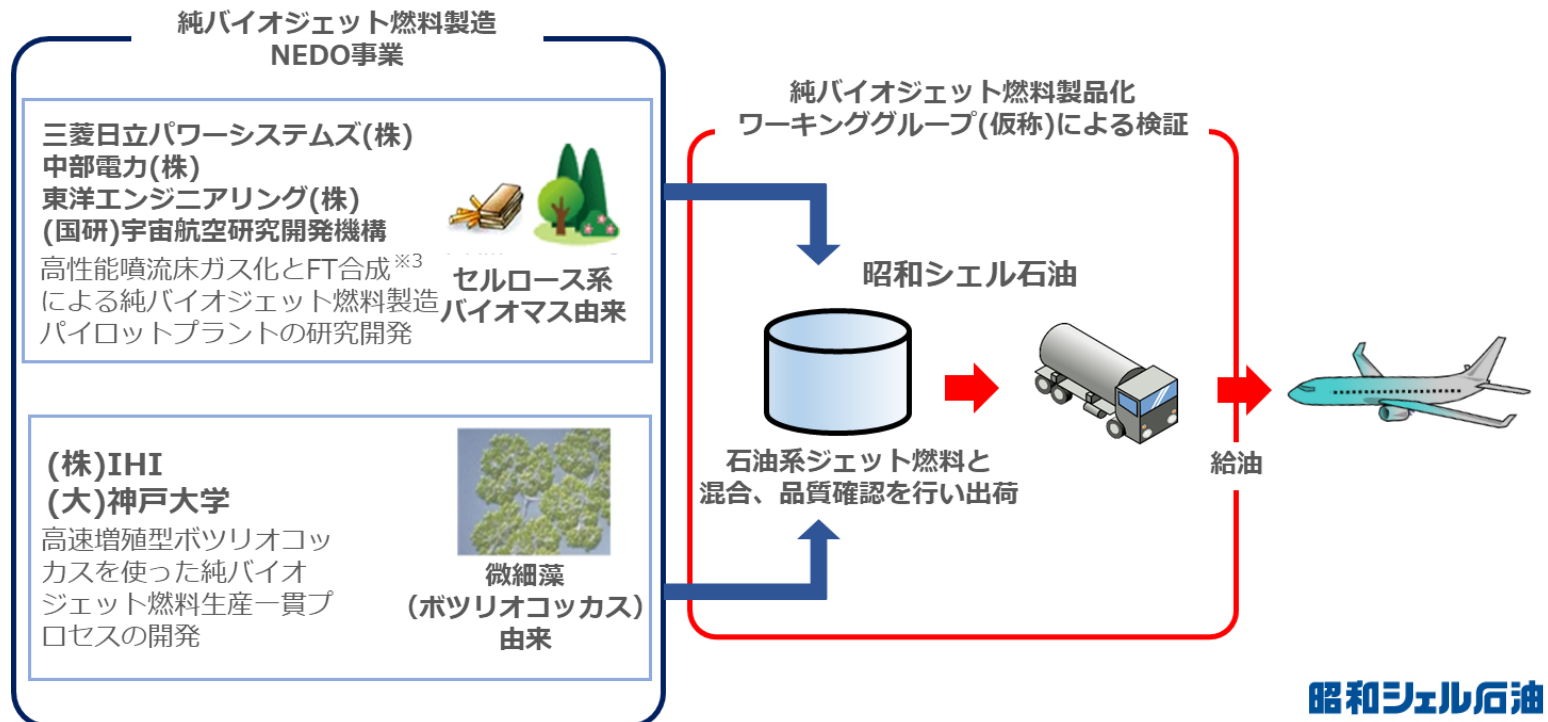 純バイオジェット燃料製造
NEDO事業
三菱日立パワーシステムズ(株)
中部電力(株)
東洋エンジニアリング(株)
(国研)宇宙航空研究開発機構
高性能噴流床ガス化とFT合成※3
による純バイオジェット燃料製造
パイロットプラントの研究開発
セルロース系
バイオマス由来
(株)IHI
(大)神戸大学
高速増殖型ボツリオコッ
カスを使った純バイオ
ジェット燃料生産一貫プ
ロセスの開発
微細藻
（ボツリオコッカス）
由来
純バイオジェット燃料製品化
ワーキンググループ(仮称)による検証
昭和シェル石油
石油系ジェット燃料と
混合、品質確認を行い出荷
給油
昭和シェル石油